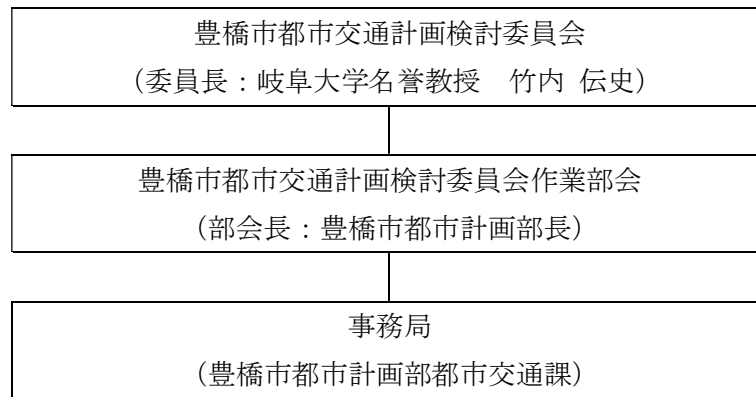 豊橋市都市交通計画検討委員会
（委員長：岐阜大学名誉教授　竹内 伝史）
豊橋市都市交通計画検討委員会作業部会
（部会長：豊橋市都市計画部長）
事務局
（豊橋市都市計画部都市交通課）